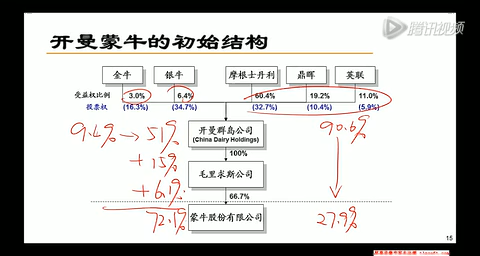 腾讯视频
开曼蒙牛的初始结构
金牛 银牛 摩根士丹利 鼎晖 英联
受益权比例 3.0% 6.4% 60.4% 19.2% 11.0%
投票权 (16.3%) (34.7%) (32.7%) (10.4%) (5.9%)
9.4% → 51% 开曼群岛公司 90.6%
(China Dairy Holdings)
+15% 100%
毛里求斯公司
+6.1% 66.7%
72.1% 蒙牛股份有限公司 27.9%
15